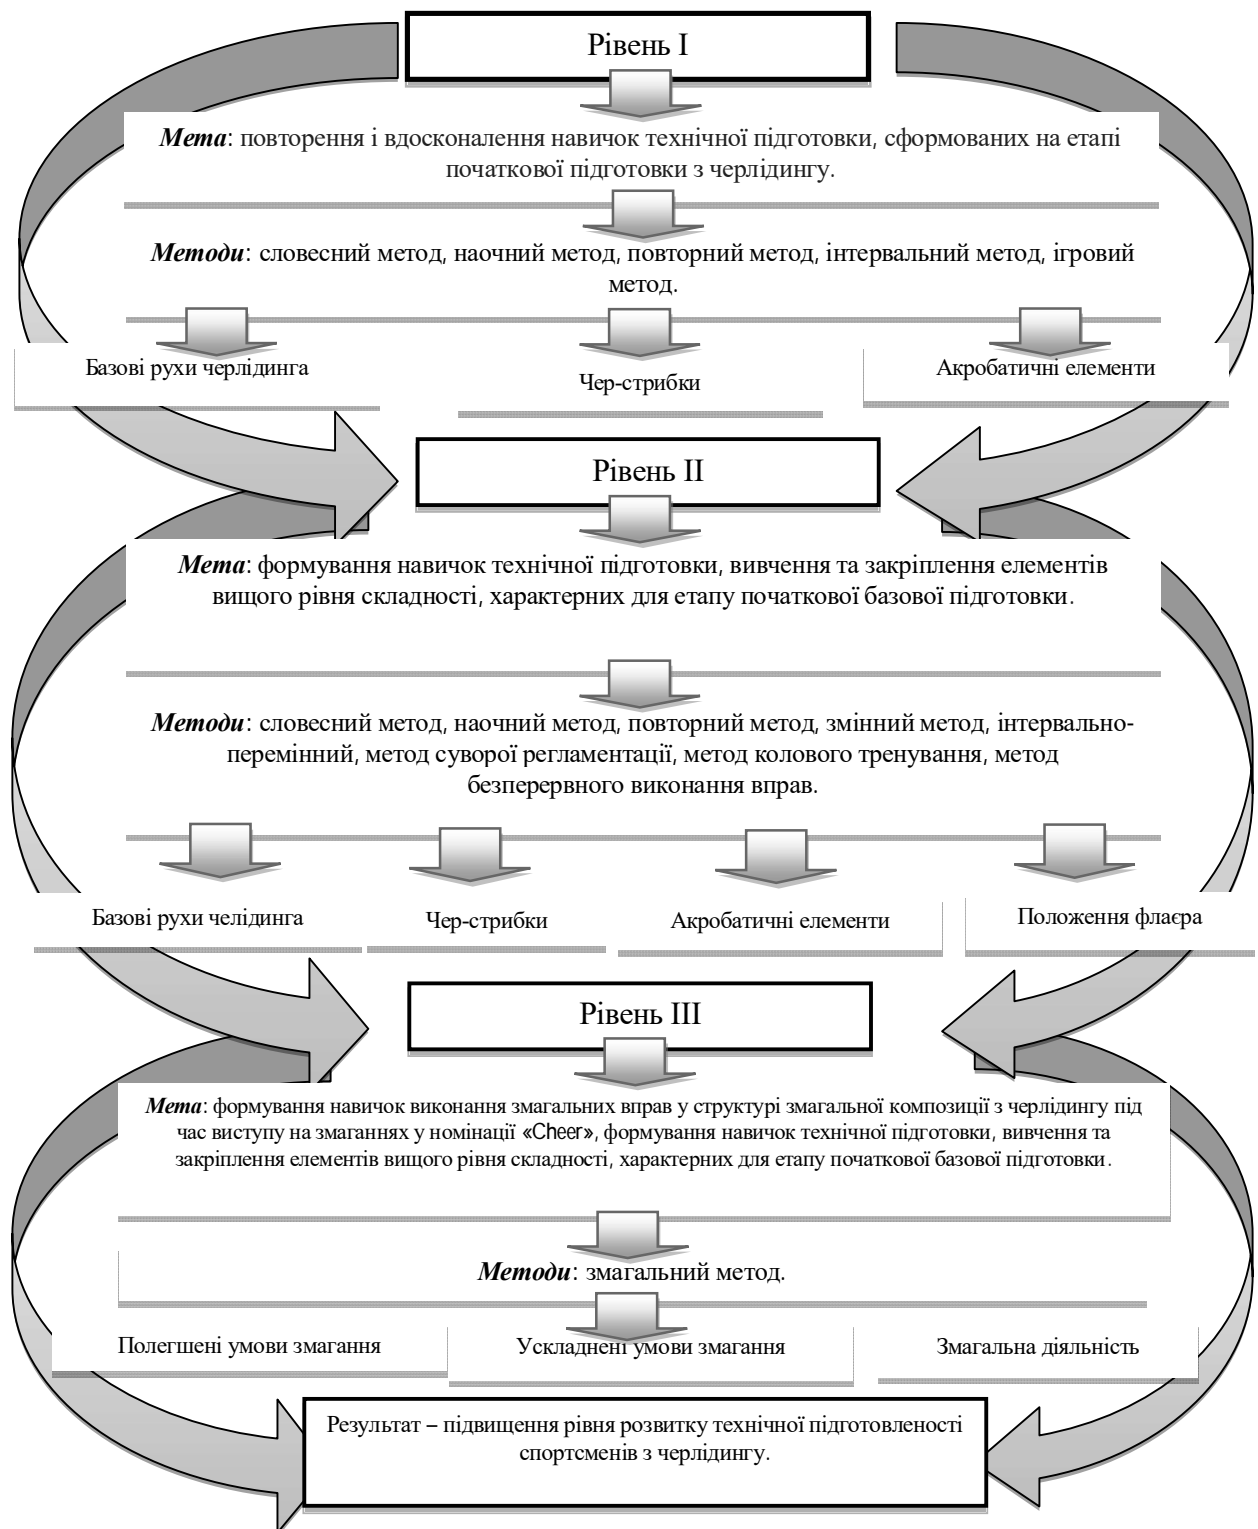 Рівень I
Мета: повторення і вдосконалення навичок технічної підготовки, сформованих на етапі
початкової підготовки з черлідингу.
Методи: словесний метод, наочний метод, повторний метод, інтервальний метод, ігровий
метод.
Базові рухи черлідинга
Чер-стрибки
Акробатичні елементи
Рівень II
Мета: формування навичок технічної підготовки, вивчення та закріплення елементів
вищого рівня складності, характерних для етапу початкової базової підготовки.
Методи: словесний метод, наочний метод, повторний метод, змінний метод, інтервально-
перемінний, метод суворої регламентації, метод колового тренування, метод
безперервного виконання вправ.
Базові рухи челідинга
Чер-стрибки
Акробатичні елементи
Положення флаєра
Рівень III
Мета: формування навичок виконання змагальних вправ у структурі змагальної композиції з черлідингу під
час виступу на змаганнях у номінації «Cheer», формування навичок технічної підготовки, вивчення та
закріплення елементів вищого рівня складності, характерних для етапу початкової базової підготовки.
Методи: змагальний метод.
Полегшені умови змагання
Ускладнені умови змагання
Змагальна діяльність
Результат – підвищення рівня розвитку технічної підготовленості
спортсменів з черлідингу.